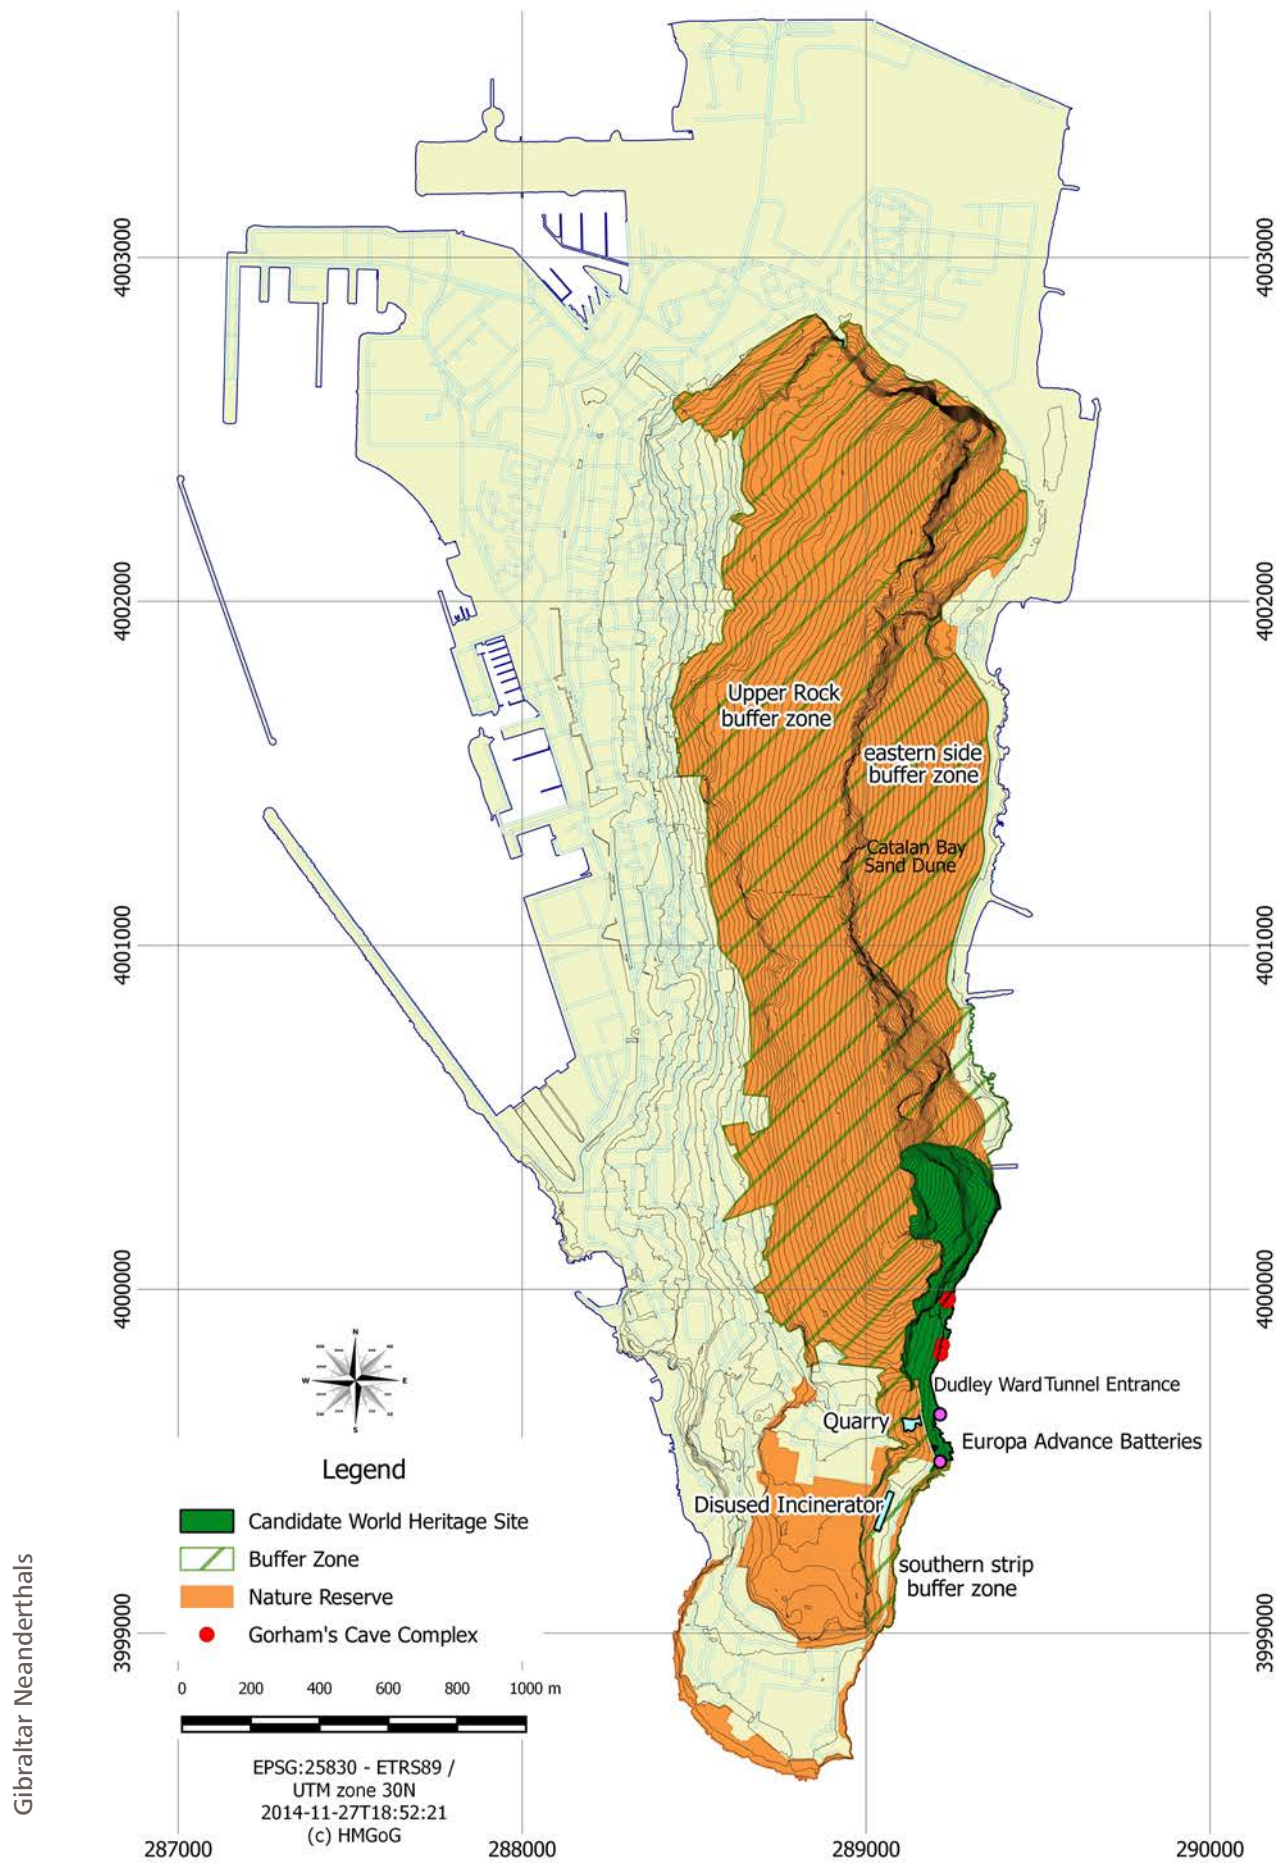 4003000
4003000
4002000
4002000
Upper Rock
buffer zone
eastern side
buffer zone
Catalan Bay
Sand Dune
4001000
4001000
4000000
4000000
N
W
E
S
Dudley Ward Tunnel Entrance
Quarry
Europa Advance Batteries
Disused Incinerator
southern strip
buffer zone
Legend
Candidate World Heritage Site
Buffer Zone
Nature Reserve
Gorham's Cave Complex
3999000
3999000
0 200 400 600 800 1000 m
EPSG:25830 - ETRS89 /
UTM zone 30N
2014-11-27T18:52:21
(c) HMGoG
287000 288000 289000 290000
Gibraltar Neanderthals